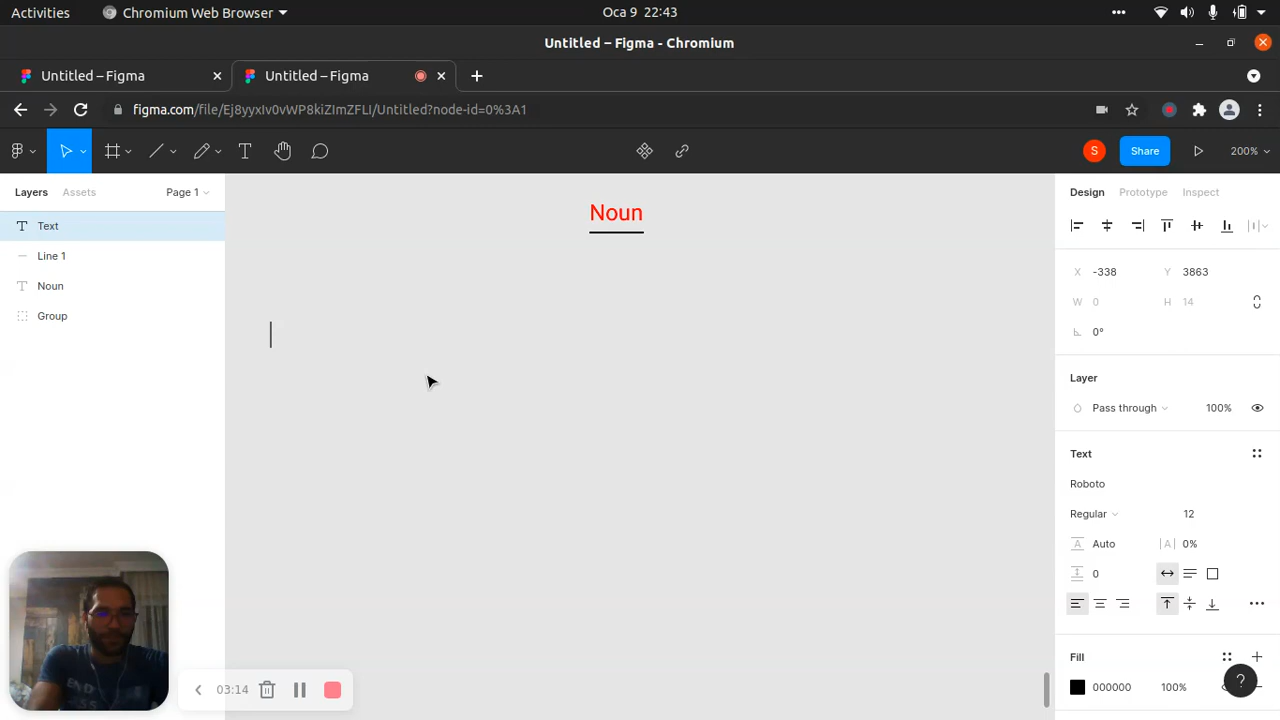 Activities Chromium Web Browser Oca 9 22:43
Untitled – Figma - Chromium
Untitled – Figma Untitled – Figma
figma.com/file/Ej8yyxIv0vWP8kiZImZFLI/Untitled?node-id=0%3A1
S Share 200%
Layers Assets Page 1
Design Prototype Inspect
Noun
Text
Line 1
Noun
Group
X -338 Y 3863
W 0 H 14
0°
Layer
Pass through 100%
Text
Roboto
Regular 12
A Auto |A| 0%
0
Fill
000000 100%
03:14
?